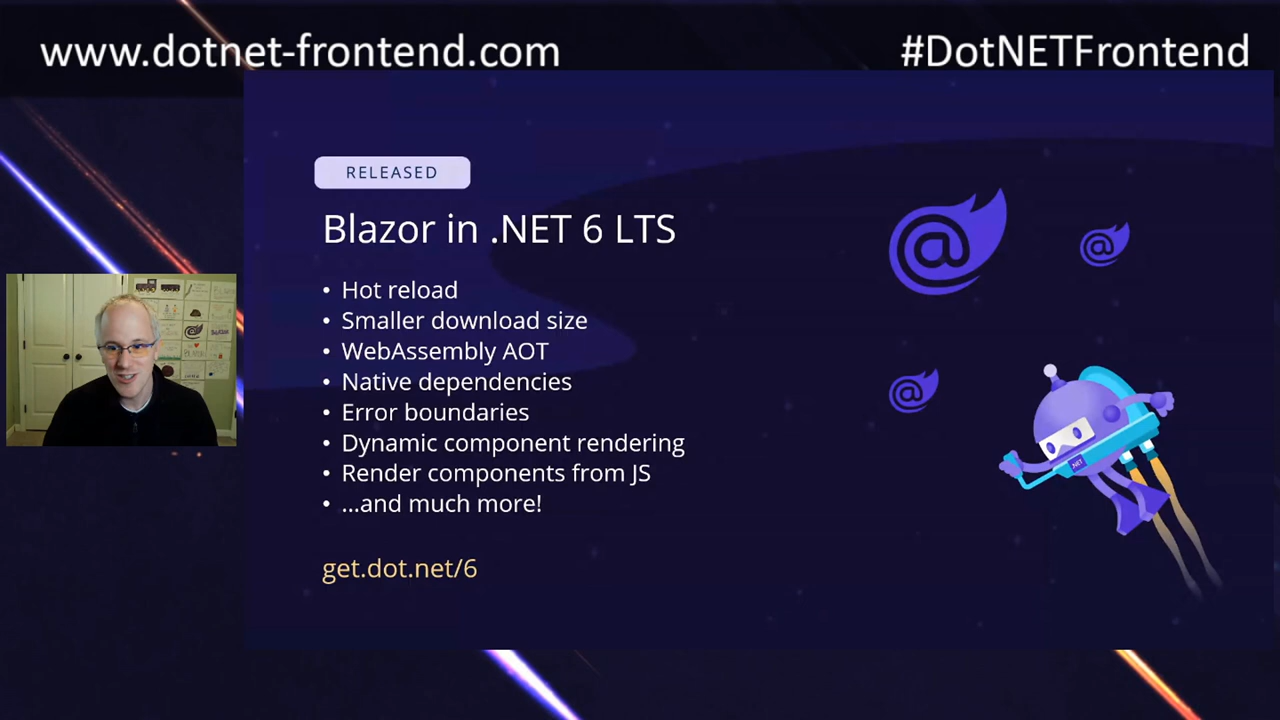 www.dotnet-frontend.com
#DotNETFrontend
RELEASED
Blazor in .NET 6 LTS
• Hot reload
• Smaller download size
• WebAssembly AOT
• Native dependencies
• Error boundaries
• Dynamic component rendering
• Render components from JS
• ...and much more!
get.dot.net/6
@
@
@
.NET